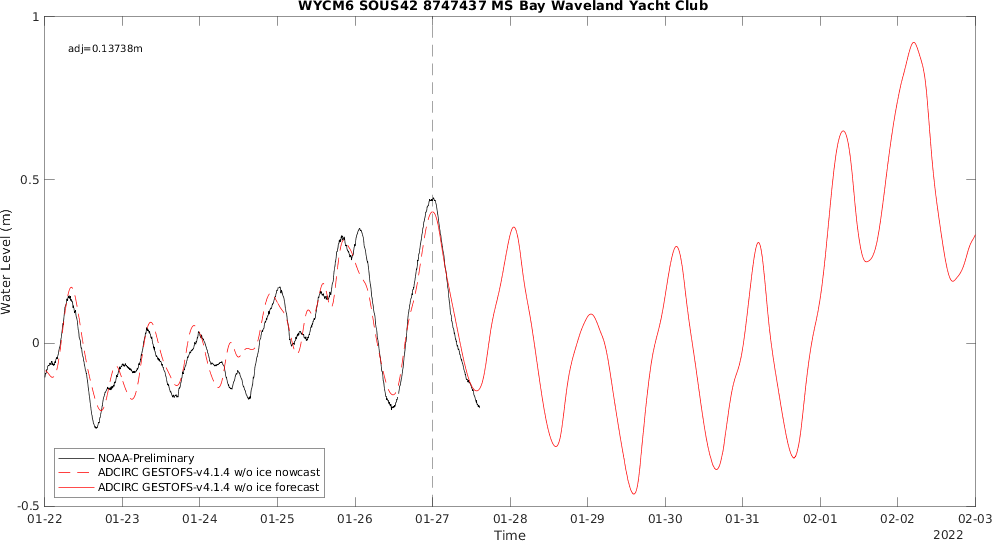 WYCM6 SOUS42 8747437 MS Bay Waveland Yacht Club
adj=0.13738m
1
0.5
0
-0.5
Water Level (m)
NOAA-Preliminary
ADCIRC GESTOFS-v4.1.4 w/o ice nowcast
ADCIRC GESTOFS-v4.1.4 w/o ice forecast
01-22 01-23 01-24 01-25 01-26 01-27 01-28 01-29 01-30 01-31 02-01 02-02 02-03
Time
2022